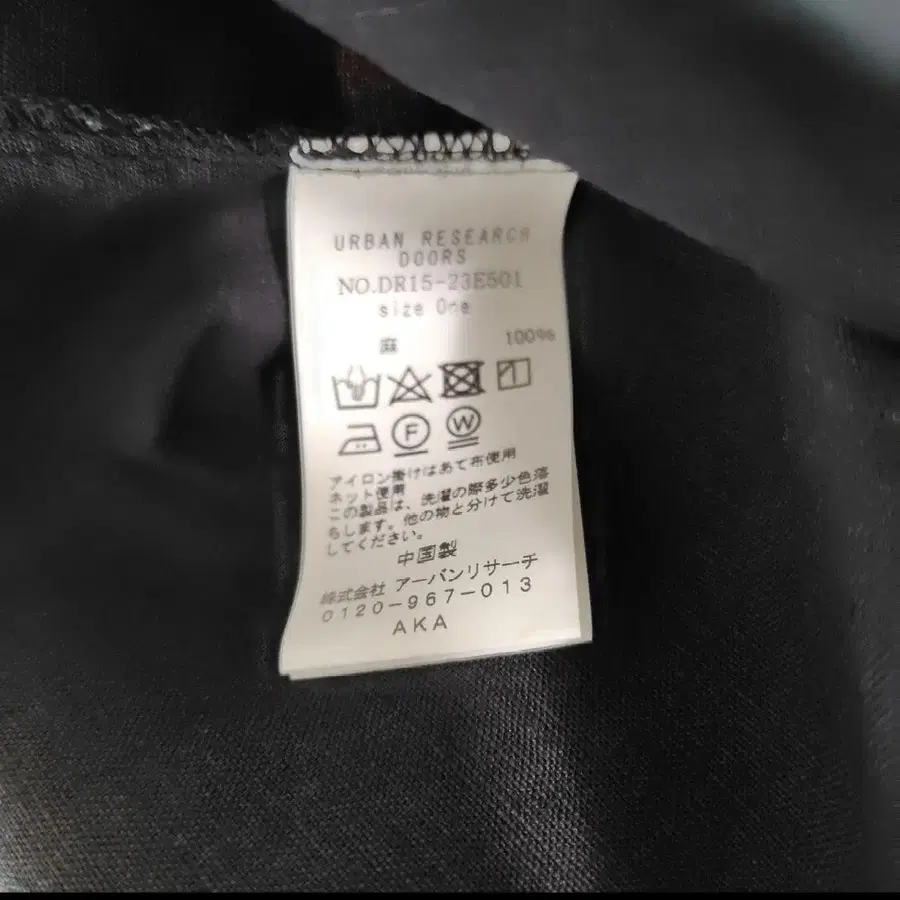 URBAN RESEARCH
DOORS
NO.DR15-23E501
size One
麻 100%
F W
アイロン掛けはあて布使用
ネット使用
この製品は、洗濯の際多少色落
ちします。他の物と分けて洗濯
してください。
中国製
株式会社 アーバンリサーチ
0120-967-013
AKA